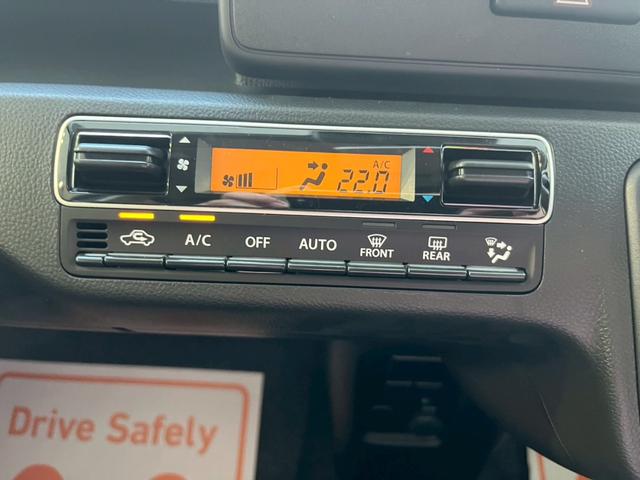 A/C
22.0
A/C
OFF
AUTO
FRONT
REAR
Drive Safely